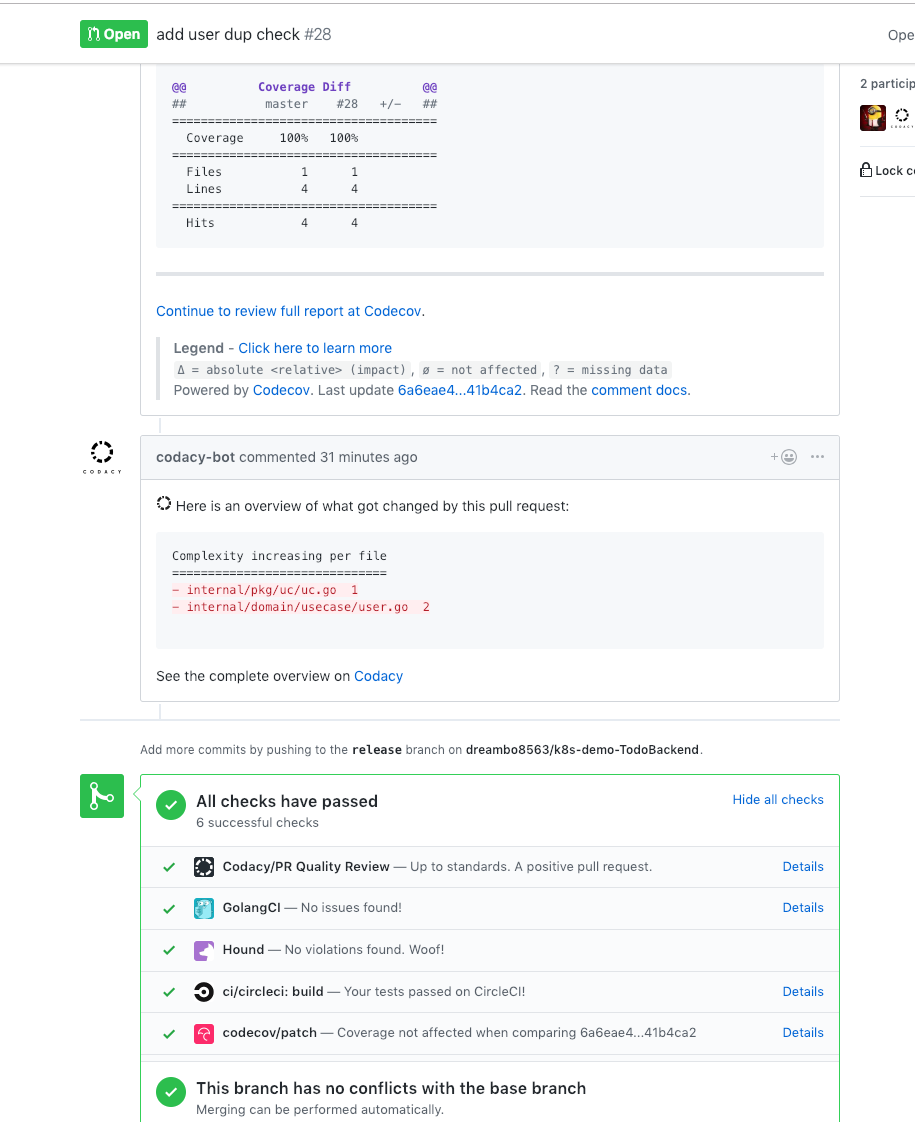 Open add user dup check #28
Ope
@@ Coverage Diff @@
## master #28 +/- ##
=====================================
Coverage 100% 100%
=====================================
Files 1 1
Lines 4 4
=====================================
Hits 4 4
2 particip
CODACY
Lock co
Continue to review full report at Codecov.
Legend - Click here to learn more
Δ = absolute <relative> (impact), ø = not affected, ? = missing data
Powered by Codecov. Last update 6a6eae4...41b4ca2. Read the comment docs.
CODACY
codacy-bot commented 31 minutes ago
Here is an overview of what got changed by this pull request:
Complexity increasing per file
==============================
- internal/pkg/uc/uc.go 1
- internal/domain/usecase/user.go 2
See the complete overview on Codacy
Add more commits by pushing to the release branch on dreambo8563/k8s-demo-TodoBackend.
All checks have passed
Hide all checks
6 successful checks
Codacy/PR Quality Review — Up to standards. A positive pull request. Details
GolangCI — No issues found! Details
Hound — No violations found. Woof!
ci/circleci: build — Your tests passed on CircleCI! Details
codecov/patch — Coverage not affected when comparing 6a6eae4...41b4ca2 Details
This branch has no conflicts with the base branch
Merging can be performed automatically.